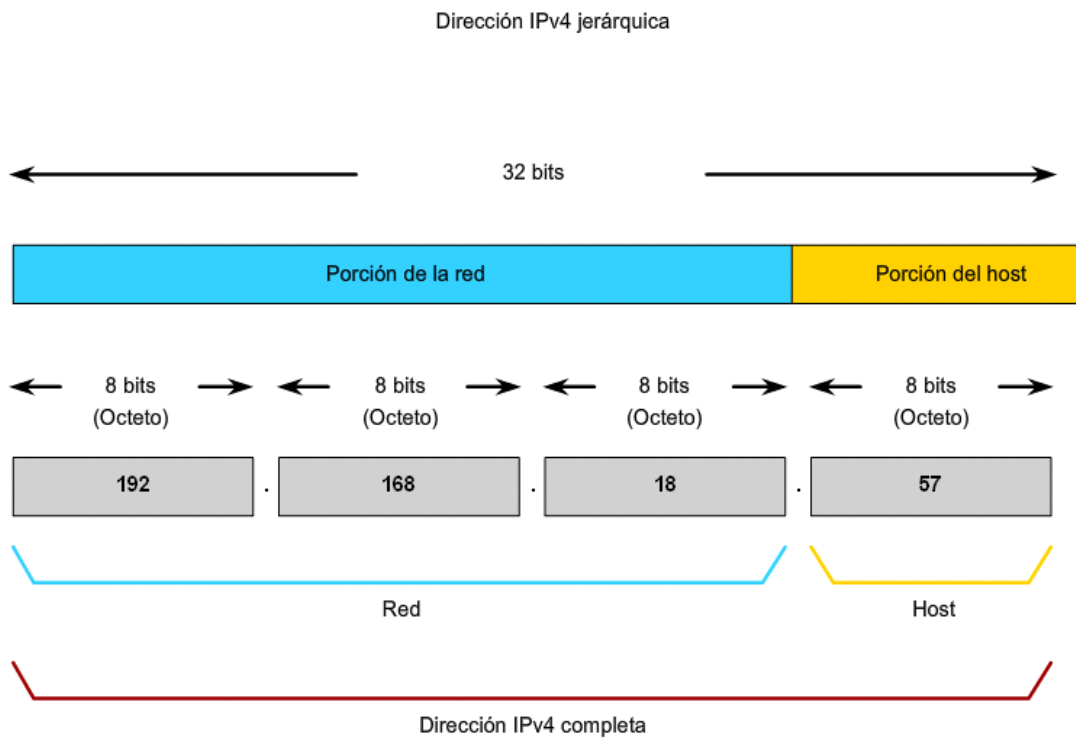 Dirección IPv4 jerárquica
32 bits
Porción de la red Porción del host
8 bits 8 bits 8 bits 8 bits
(Octeto) (Octeto) (Octeto) (Octeto)
192 . 168 . 18 . 57
Red Host
Dirección IPv4 completa